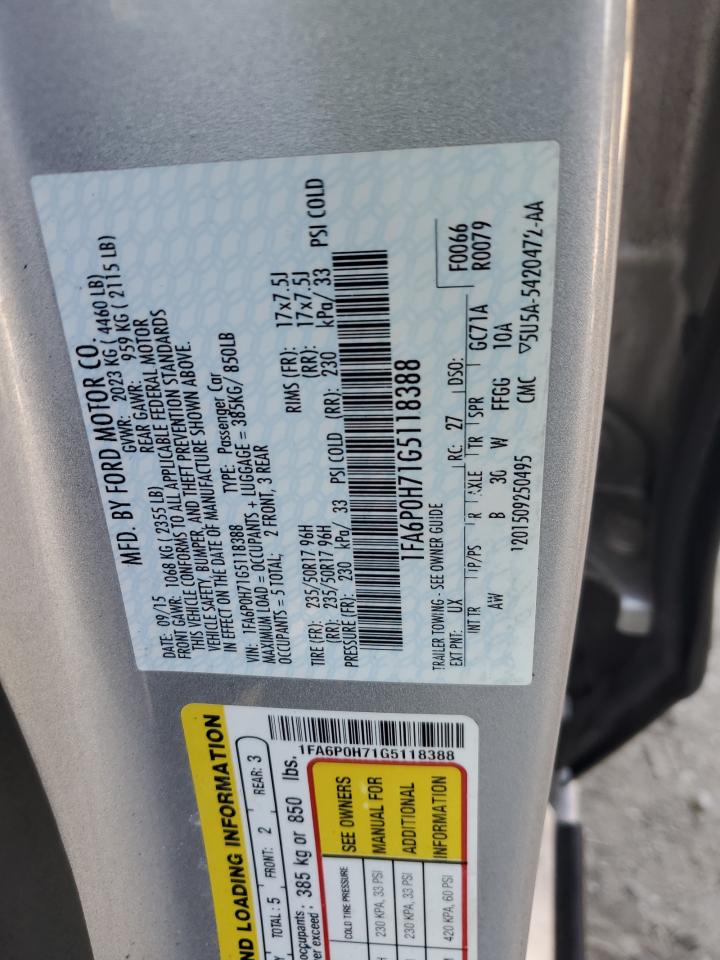 MFD. BY FORD MOTOR CO.
DATE: 09/15 GVWR: 2023 KG ( 4460 LB)
FRONT GAWR: 1068 KG ( 2355 LB) REAR GAWR: 959 KG ( 2115 LB)
THIS VEHICLE CONFORMS TO ALL APPLICABLE FEDERAL MOTOR
VEHICLE SAFETY, BUMPER, AND THEFT PREVENTION STANDARDS
IN EFFECT ON THE DATE OF MANUFACTURE SHOWN ABOVE.
VIN: 1FA6P0H71G5118388 TYPE: Passenger Car
MAXIMUM LOAD = OCCUPANTS + LUGGAGE = 385KG/ 850LB
OCCUPANTS = 5 TOTAL: 2 FRONT, 3 REAR
TIRE (FR): 235/50R17 96H RIMS (FR): 17x7.5J
(RR): 235/50R17 96H (RR): 17x7.5J
PRESSURE (FR): 230 kPa/ 33 PSI COLD (RR): 230 kPa/ 33 PSI COLD
1FA6P0H71G5118388
TRAILER TOWING - SEE OWNER GUIDE F0066
EXT PNT: UX RC: 27 DSO: R0079
INT TR TP/PS R AXLE TR SPR GC71A
AW B 30 W FFGG 10A
1201509250495 CMC ▽5U5A-5420472-AA
1FA6P0H71G5118388
ND LOADING INFORMATION
TOTAL : 5 FRONT: 2 REAR: 3
occupants : 385 kg or 850 lbs.
er exceed :
COLD TIRE PRESSURE SEE OWNERS
230 KPA, 33 PSI MANUAL FOR
230 KPA, 33 PSI ADDITIONAL
420 KPA, 60 PSI INFORMATION